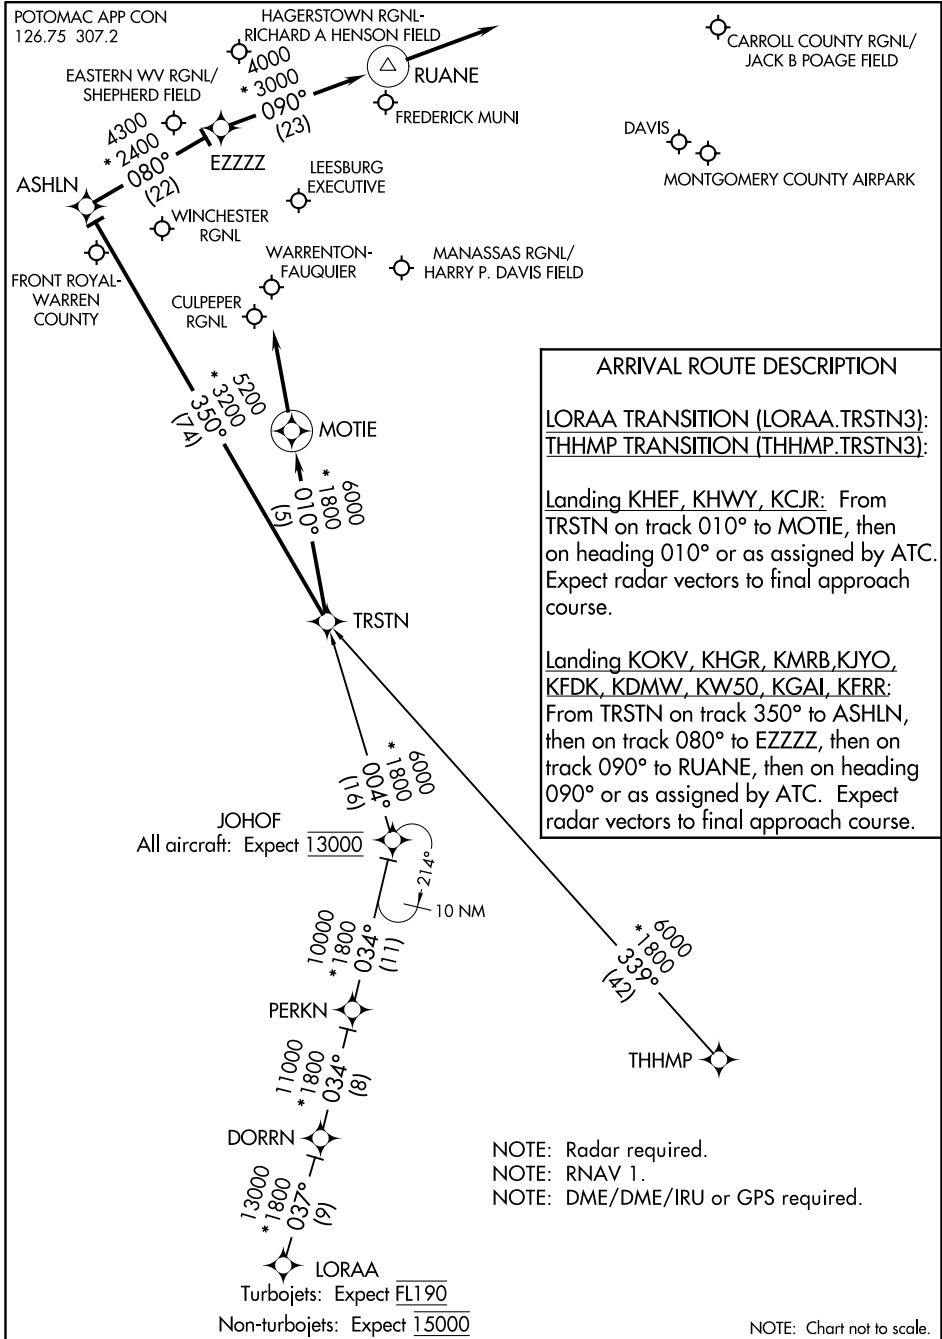 POTOMAC APP CON
126.75 307.2
HAGERSTOWN RGNL-
RICHARD A HENSON FIELD
CARROLL COUNTY RGNL/
JACK B POAGE FIELD
EASTERN WV RGNL/
SHEPHERD FIELD
4000
* 3000
090°
(23)
RUANE
FREDERICK MUNI
4300
* 2400
080°
(22)
EZZZZ
DAVIS
MONTGOMERY COUNTY AIRPARK
ASHLN
LEESBURG
EXECUTIVE
WINCHESTER
RGNL
FRONT ROYAL-
WARREN
COUNTY
WARRENTON-
FAUQUIER
MANASSAS RGNL/
HARRY P. DAVIS FIELD
CULPEPER
RGNL
5200
* 3200
350°
(74)
MOTIE
6000
* 1800
010°
(5)
TRSTN
ARRIVAL ROUTE DESCRIPTION
LORAA TRANSITION (LORAA.TRSTN3):
THHMP TRANSITION (THHMP.TRSTN3):
Landing KHEF, KHWY, KCJR: From
TRSTN on track 010° to MOTIE, then
on heading 010° or as assigned by ATC.
Expect radar vectors to final approach
course.
Landing KOKV, KHGR, KMRB,KJYO,
KFDK, KDMW, KW50, KGAI, KFRR:
From TRSTN on track 350° to ASHLN,
then on track 080° to EZZZZ, then on
track 090° to RUANE, then on heading
090° or as assigned by ATC. Expect
radar vectors to final approach course.
6000
* 1800
004°
(16)
JOHOF
All aircraft: Expect 13000
214°
10 NM
10000
* 1800
034°
(11)
6000
* 1800
339°
(42)
PERKN
THHMP
11000
* 1800
034°
(8)
DORRN
13000
* 1800
037°
(9)
NOTE: Radar required.
NOTE: RNAV 1.
NOTE: DME/DME/IRU or GPS required.
LORAA
Turbojets: Expect FL190
Non-turbojets: Expect 15000
NOTE: Chart not to scale.